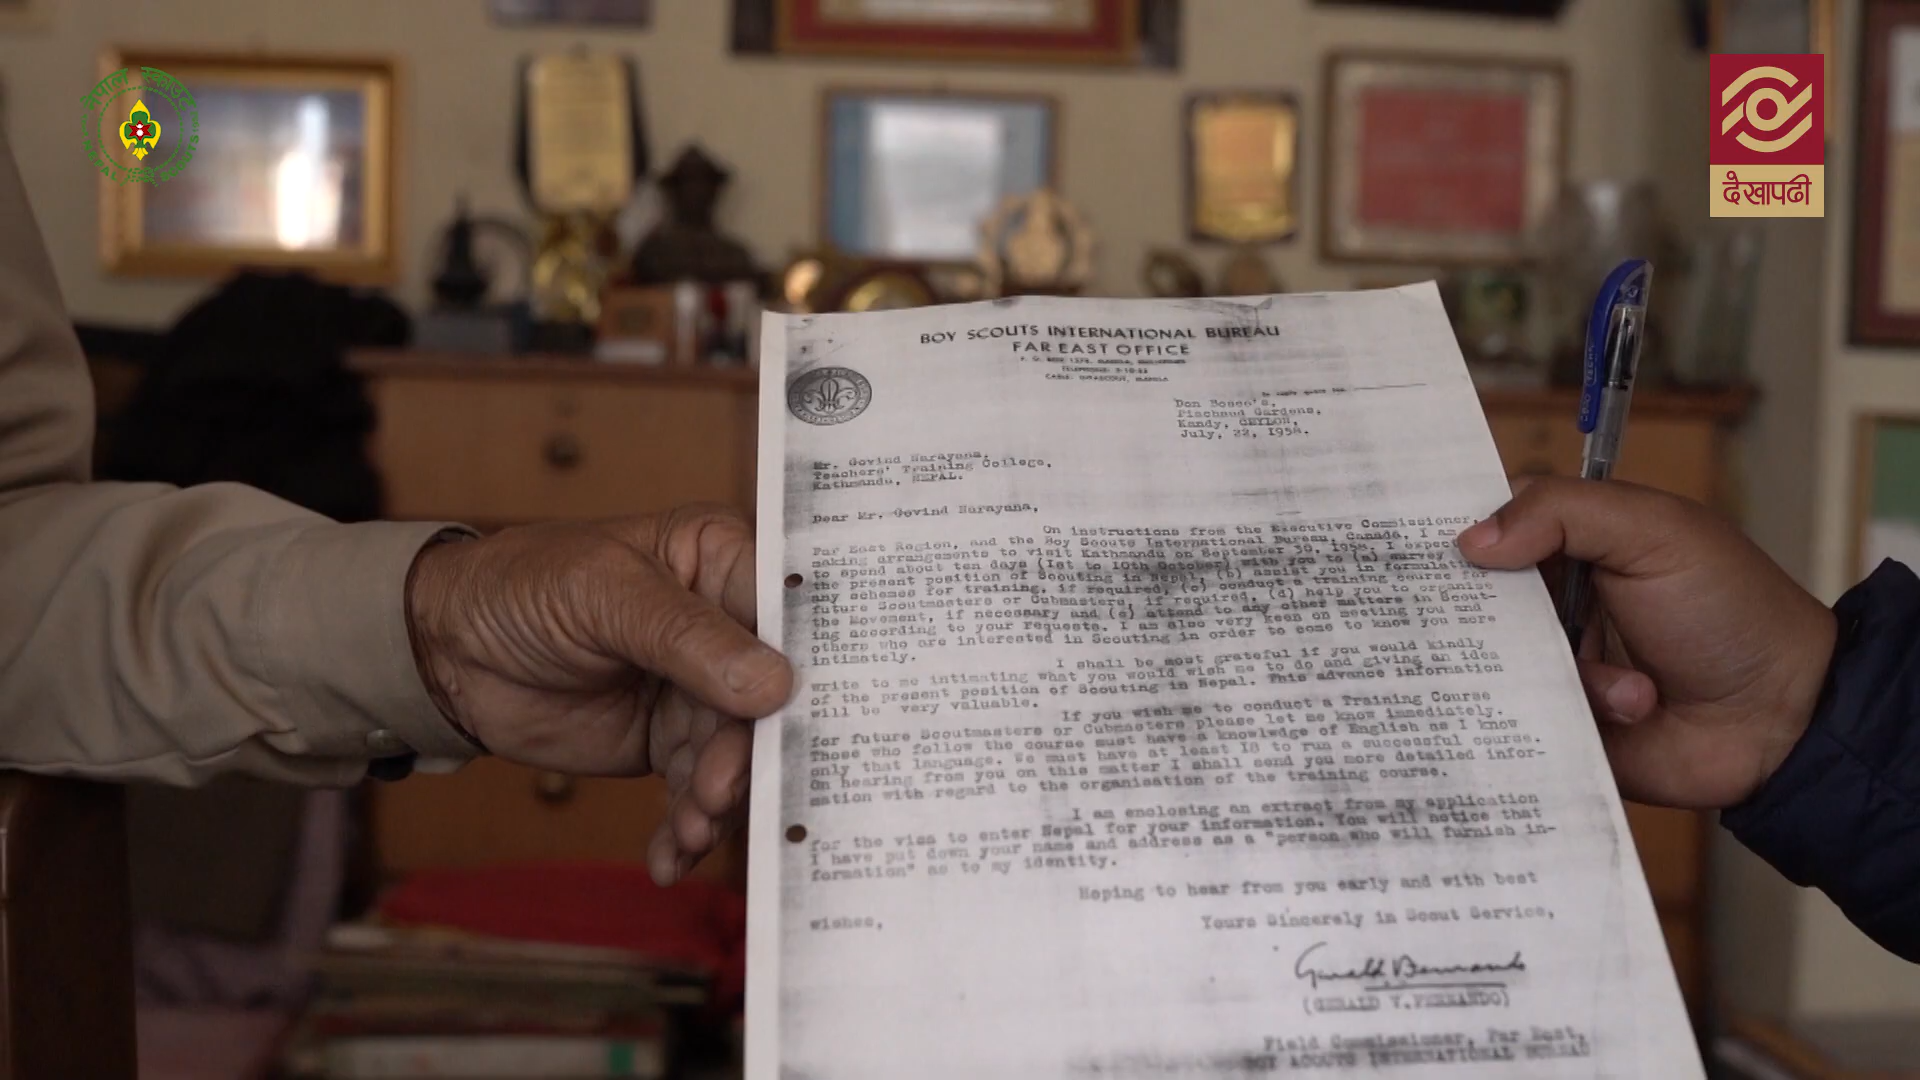 नेपाल स्काउट
NEPAL SCOUTS
देखापढी
BOY SCOUTS INTERNATIONAL BUREAU
FAR EAST OFFICE
Don Bosco's,
Piachaud Gardens,
Kandy, CEYLON,
July, 22, 1958.
Mr. Govind Narayana,
Teachers' Training College,
Kathmandu, NEPAL.
Dear Mr. Govind Narayana,
On instructions from the Executive Commissioner,
Far East Region, and the Boy Scouts International Bureau, Canada, I am
making arrangements to visit Kathmandu on September 30, 1958. I expect
to spend about ten days (1st to 10th October) with you to (a) survey
the present position of Scouting in Nepal, (b) assist you in formulating
any schemes for training, if required, (c) conduct a training course for
future Scoutmasters or Cubmasters, if required, (d) help you to organise
the Movement, if necessary and (e) attend to any other matters in Scout-
ing according to your requests. I am also very keen on meeting you and
others who are interested in Scouting in order to come to know you more
intimately.
I shall be most grateful if you would kindly
write to me intimating what you would wish me to do and giving an idea
of the present position of Scouting in Nepal. This advance information
will be very valuable.
If you wish me to conduct a Training Course
for future Scoutmasters or Cubmasters please let me know immediately.
Those who follow the course must have a knowledge of English as I know
only that language. We must have at least 18 to run a successful course.
On hearing from you on this matter I shall send you more detailed infor-
mation with regard to the organisation of the training course.
I am enclosing an extract from my application
for the visa to enter Nepal for your information. You will notice that
I have put down your name and address as a "person who will furnish in-
formation" as to my identity.
Hoping to hear from you early and with best
wishes,
Yours Sincerely in Scout Service,
(GERALD V.FERNANDO)
Field Commissioner, Far East,
BOY SCOUTS INTERNATIONAL BUREAU